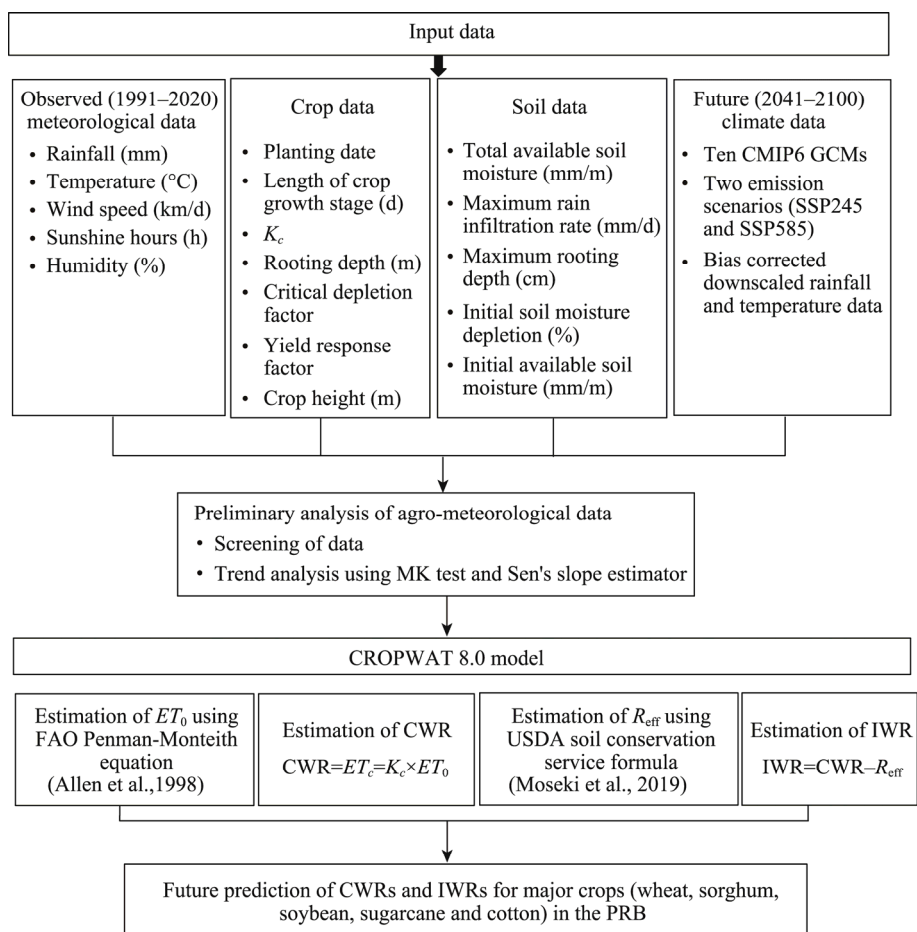 Input data
Observed (1991–2020)
meteorological data
• Rainfall (mm)
• Temperature (°C)
• Wind speed (km/d)
• Sunshine hours (h)
• Humidity (%)
Crop data
• Planting date
• Length of crop
growth stage (d)
• Kc
• Rooting depth (m)
• Critical depletion
factor
• Yield response
factor
• Crop height (m)
Soil data
• Total available soil
moisture (mm/m)
• Maximum rain
infiltration rate (mm/d)
• Maximum rooting
depth (cm)
• Initial soil moisture
depletion (%)
• Initial available soil
moisture (mm/m)
Future (2041–2100)
climate data
• Ten CMIP6 GCMs
• Two emission
scenarios (SSP245
and SSP585)
• Bias corrected
downscaled rainfall
and temperature data
Preliminary analysis of agro-meteorological data
• Screening of data
• Trend analysis using MK test and Sen's slope estimator
CROPWAT 8.0 model
Estimation of ET0 using
FAO Penman-Monteith
equation
(Allen et al.,1998)
Estimation of CWR
CWR=ETc=Kc×ET0
Estimation of Reff using
USDA soil conservation
service formula
(Moseki et al., 2019)
Estimation of IWR
IWR=CWR–Reff
Future prediction of CWRs and IWRs for major crops (wheat, sorghum,
soybean, sugarcane and cotton) in the PRB